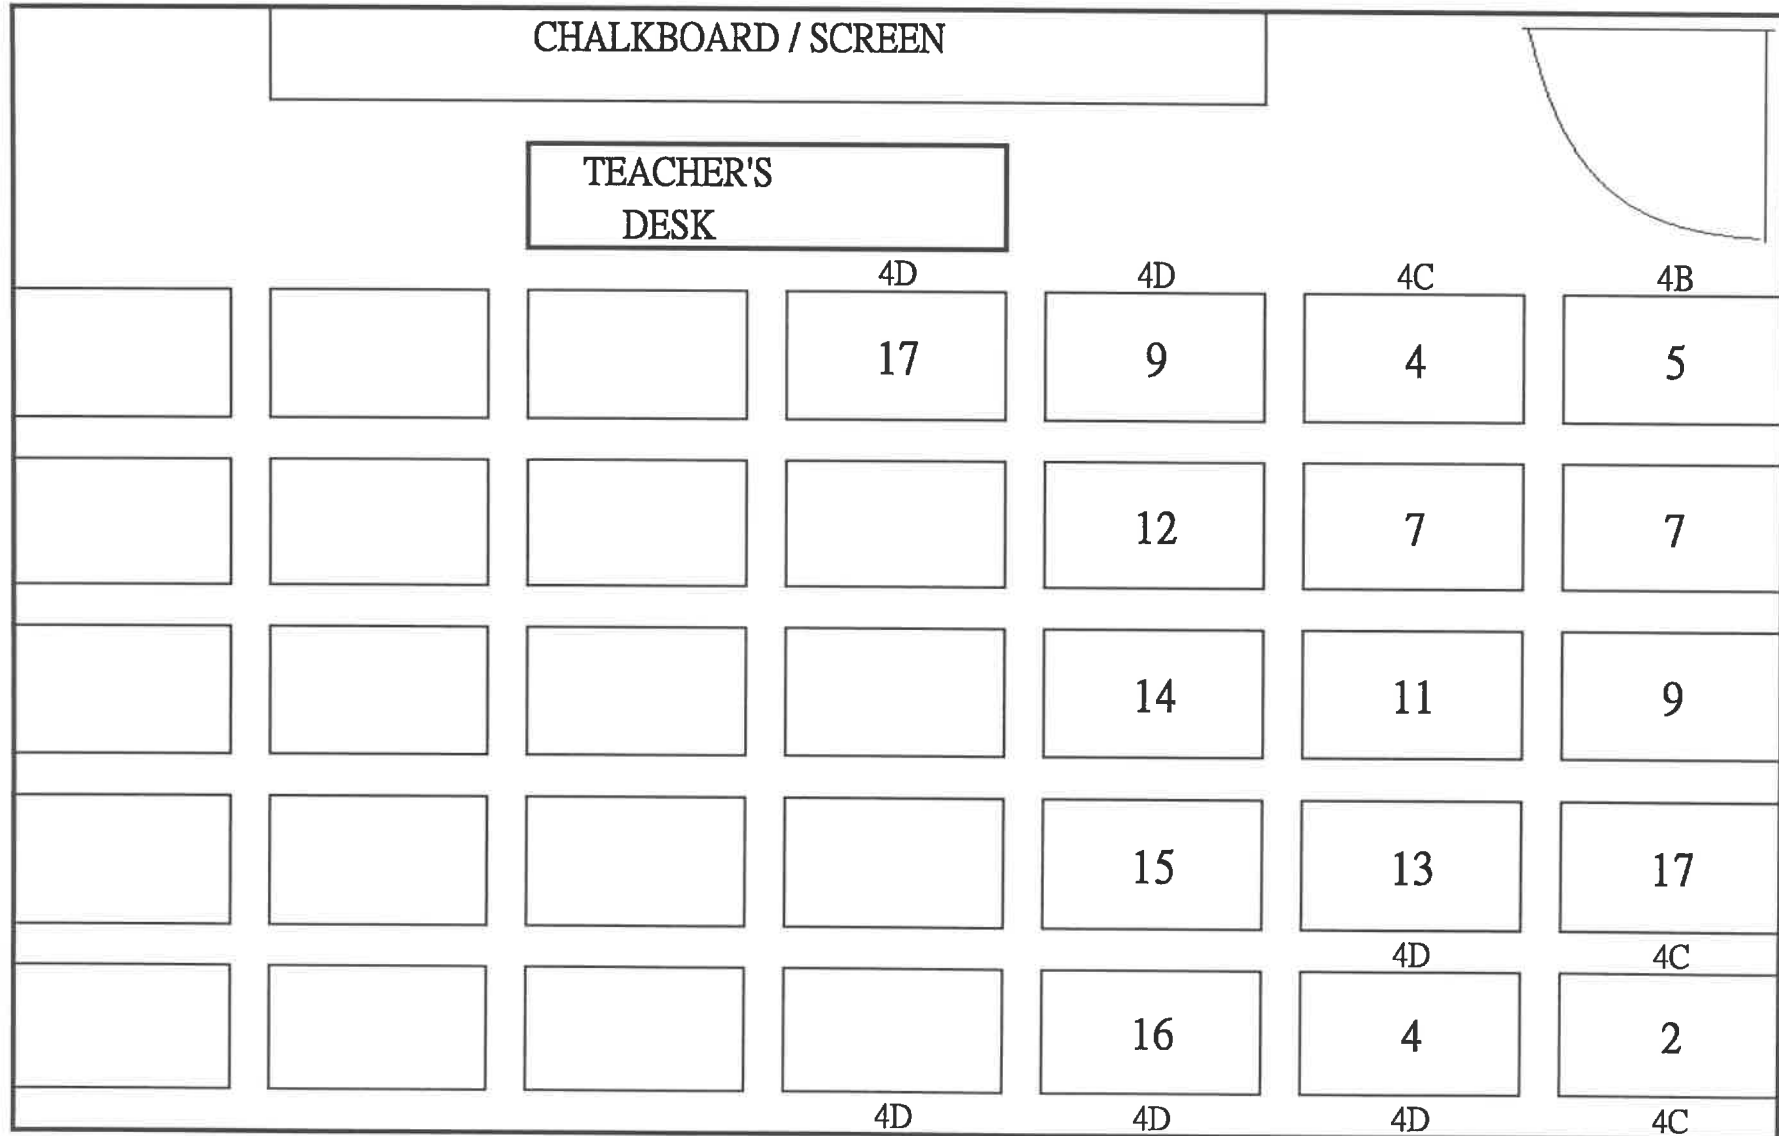 CHALKBOARD / SCREEN
TEACHER'S
DESK
4D 4D 4C 4B
17 9 4 5
12 7 7
14 11 9
15 13 17
4D 4C
16 4 2
4D 4D 4D 4C